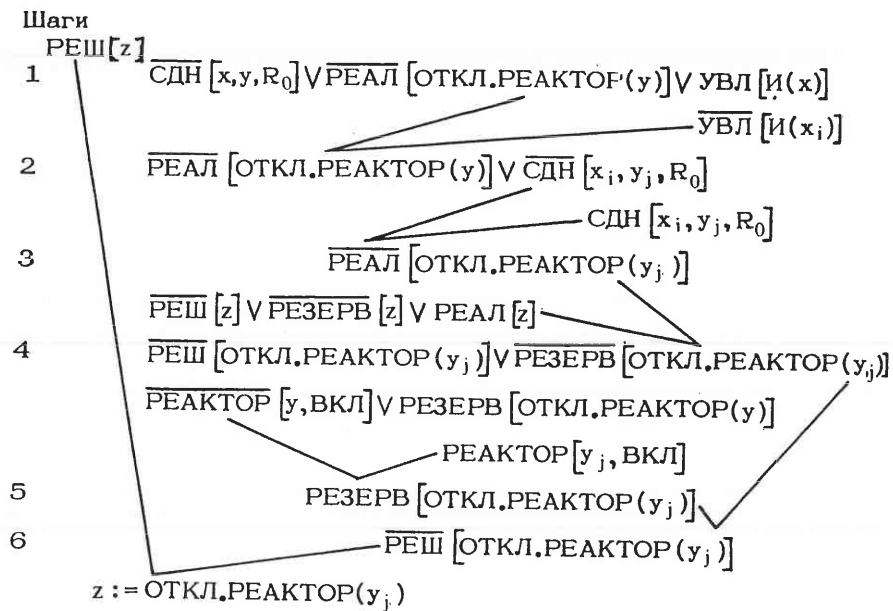 Шаги
РЕШ[z]
1 C̅Д̅Н̅[x,y,R₀]∨Р̅Е̅А̅Л̅[ОТКЛ.РЕАКТОР(y)]∨УВЛ[И(x)]
У̅В̅Л̅[И(xᵢ)]
2 Р̅Е̅А̅Л̅[ОТКЛ.РЕАКТОР(y)]∨С̅Д̅Н̅[xᵢ,yⱼ,R₀]
СДН[xᵢ,yⱼ,R₀]
3 Р̅Е̅А̅Л̅[ОТКЛ.РЕАКТОР(yⱼ)]
Р̅Е̅Ш̅[z]∨Р̅Е̅З̅Е̅Р̅В̅[z]∨РЕАЛ[z]
4 Р̅Е̅Ш̅[ОТКЛ.РЕАКТОР(yⱼ)]∨Р̅Е̅З̅Е̅Р̅В̅[ОТКЛ.РЕАКТОР(yⱼ)]
Р̅Е̅А̅К̅Т̅О̅Р̅[y,ВКЛ]∨РЕЗЕРВ[ОТКЛ.РЕАКТОР(y)]
РЕАКТОР[yⱼ,ВКЛ]
5 РЕЗЕРВ[ОТКЛ.РЕАКТОР(yⱼ)]
6 Р̅Е̅Ш̅[ОТКЛ.РЕАКТОР(yⱼ)]
z:=ОТКЛ.РЕАКТОР(yⱼ)